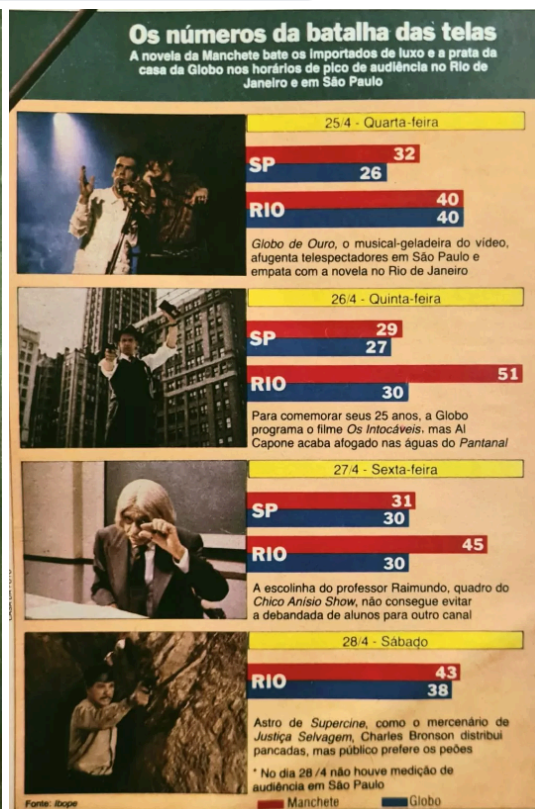 Os números da batalha das telas
A novela da Manchete bate os importados de luxo e a prata da
casa da Globo nos horários de pico de audiência no Rio de
Janeiro e em São Paulo
25/4 - Quarta-feira
SP 32
26
RIO 40
40
Globo de Ouro, o musical-geladeira do vídeo,
afugenta telespectadores em São Paulo e
empata com a novela no Rio de Janeiro
26/4 - Quinta-feira
SP 29
27
RIO 51
30
Para comemorar seus 25 anos, a Globo
programa o filme Os Intocáveis, mas Al
Capone acaba afogado nas águas do Pantanal
27/4 - Sexta-feira
SP 31
30
RIO 45
30
A escolinha do professor Raimundo, quadro do
Chico Anísio Show, não consegue evitar
a debandada de alunos para outro canal
28/4 - Sábado
RIO 43
38
Astro de Supercine, como o mercenário de
Justiça Selvagem, Charles Bronson distribui
pancadas, mas público prefere os peões
* No dia 28 /4 não houve medição de
audiência em São Paulo
Fonte: Ibope
Manchete Globo